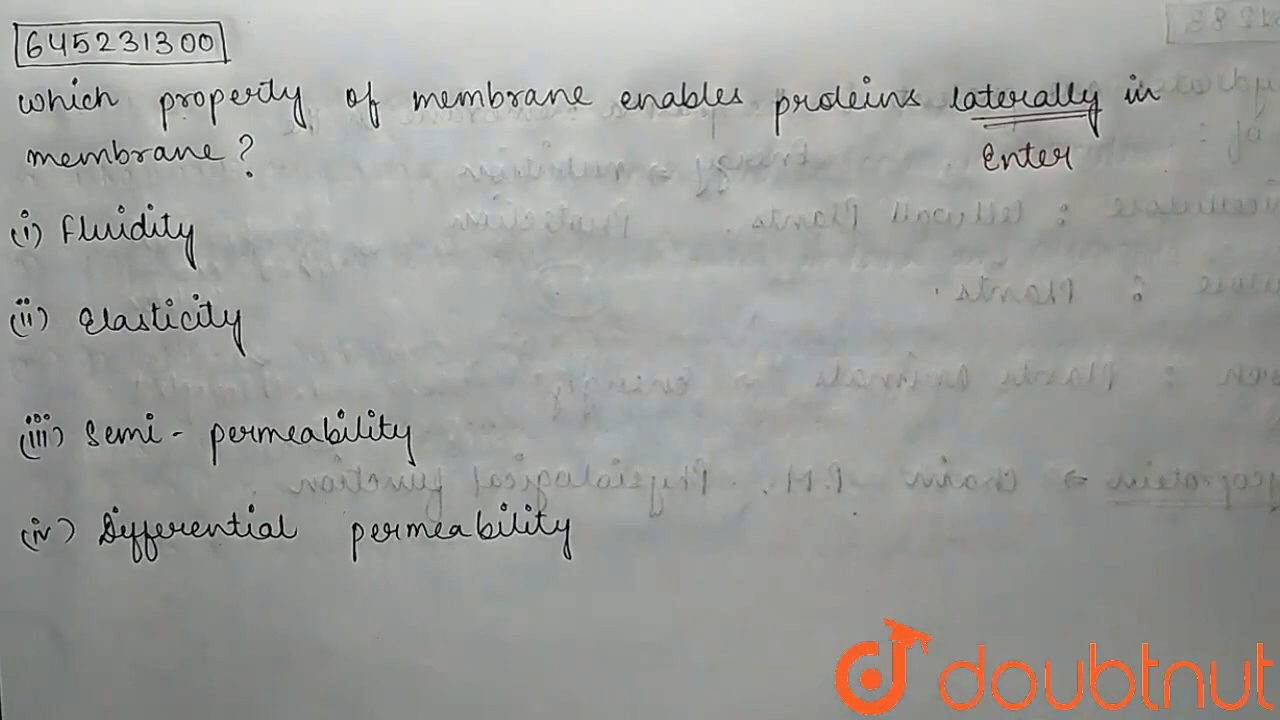 645231300
which property of membrane enables proteins laterally in
Enter
membrane?
(i) Fluidity
(ii) Elasticity
(iii) Semi-permeability
(iv) Differential permeability
doubtnut